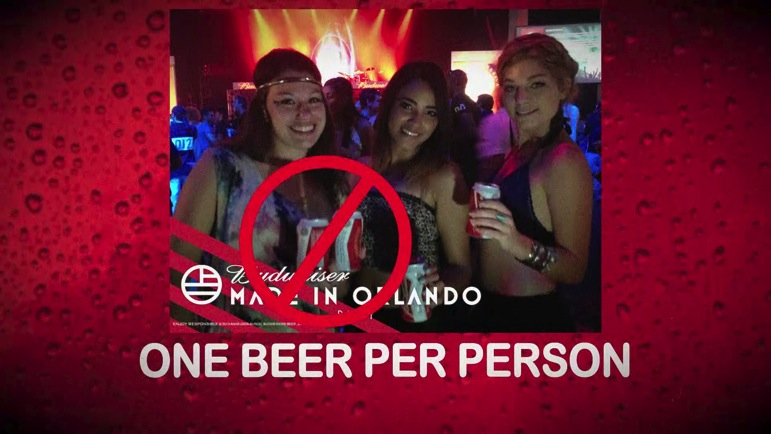 Budweiser
MADE IN ORLANDO
ONE BEER PER PERSON